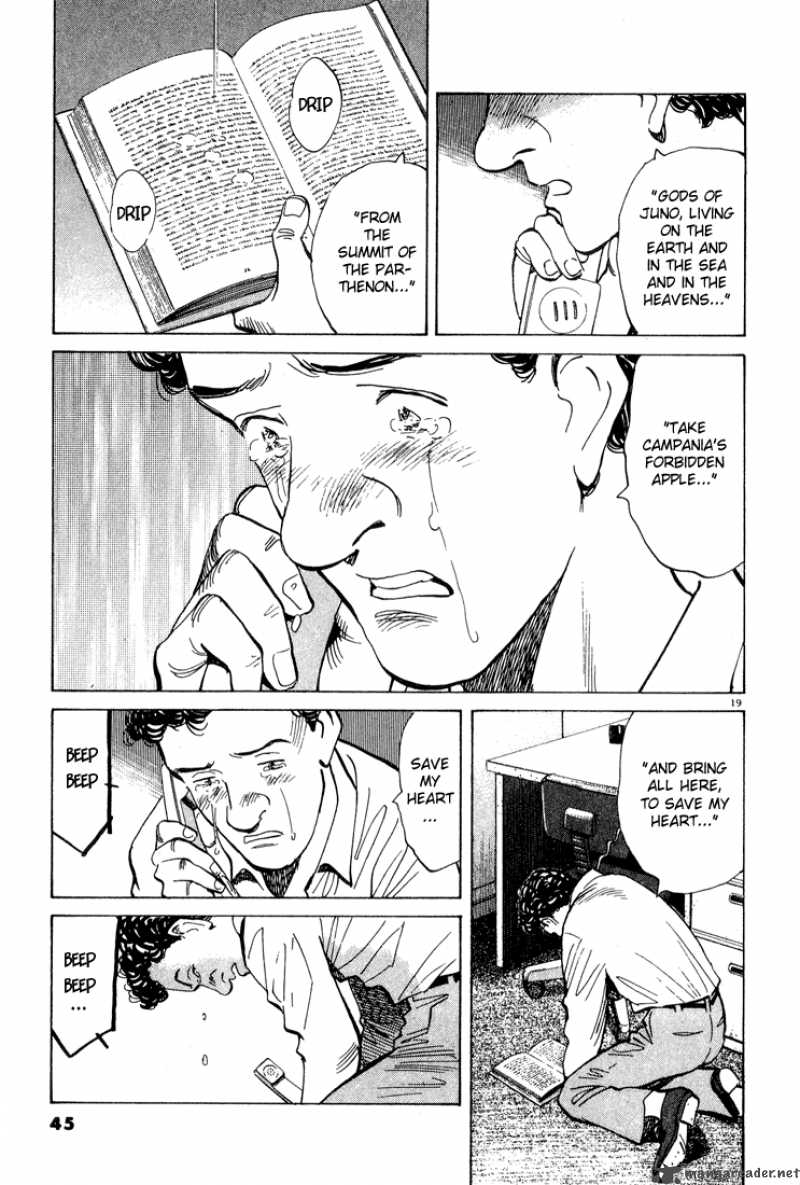 "GODS OF
JUNO, LIVING
ON THE
EARTH AND
IN THE SEA
AND IN THE
HEAVENS..."
DRIP
DRIP
"FROM
THE
SUMMIT OF
THE PAR-
THENON..."
"TAKE
CAMPANIA'S
FORBIDDEN
APPLE..."
19
"AND BRING
ALL HERE,
TO SAVE MY
HEART..."
SAVE
MY
HEART
...
BEEP
BEEP
BEEP
BEEP
...
45
mangareader.net